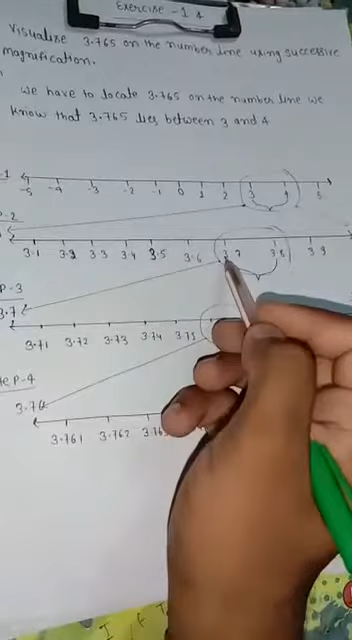 Exercise - 1.4
Visualize 3.765 on the number line using successive
magnification.
we have to locate 3.765 on the number line we
know that 3.765 lies between 3 and 4
-5 -4 -3 -2 -1 0 1 2 3 4 5
P-2
3.1 3.2 3.3 3.4 3.5 3.6 3.7 3.8 3.9
P-3
3.7
3.71 3.72 3.73 3.74 3.75
eP-4
3.76
3.761 3.762